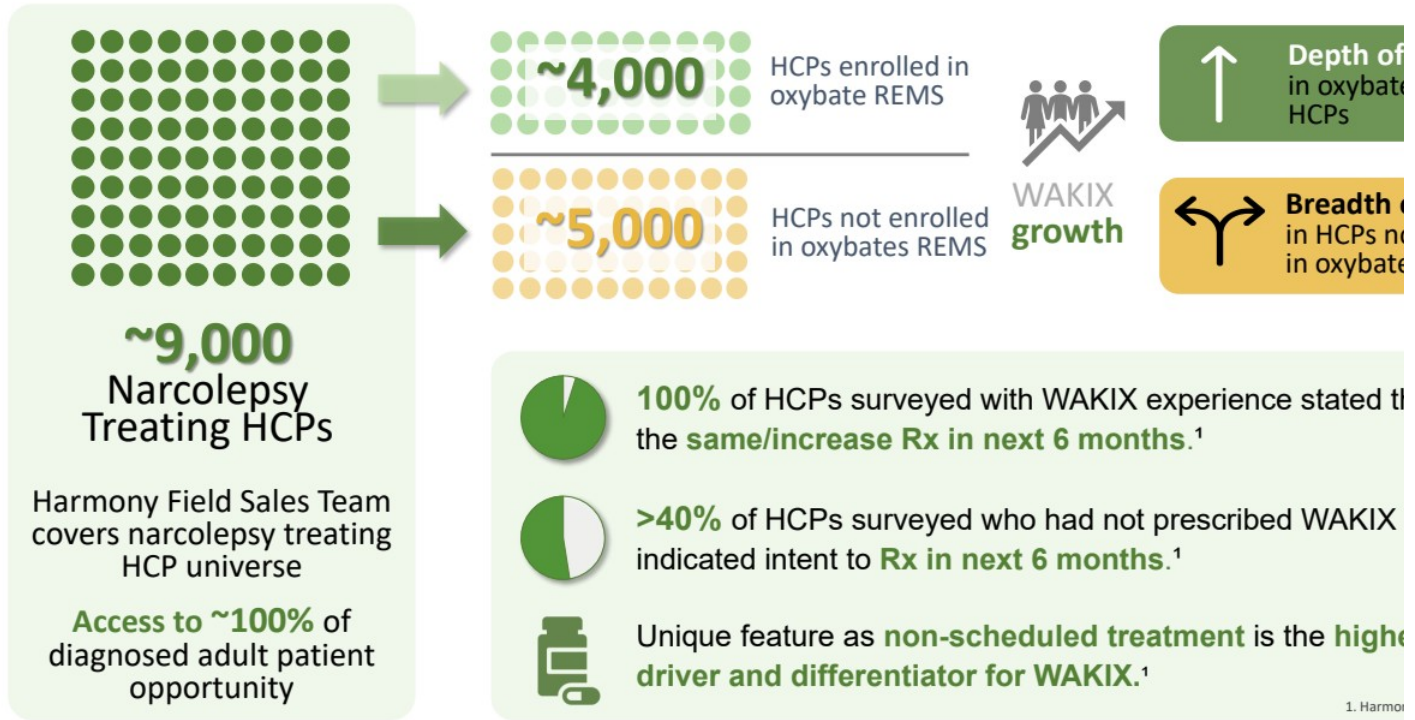 ~9,000
Narcolepsy
Treating HCPs
Harmony Field Sales Team
covers narcolepsy treating
HCP universe
Access to ~100% of
diagnosed adult patient
opportunity
~4,000
HCPs enrolled in
oxybate REMS
~5,000
HCPs not enrolled
in oxybates REMS
WAKIX
growth
Depth of
in oxybate
HCPs
Breadth
in HCPs
in oxybate
100% of HCPs surveyed with WAKIX experience stated
the same/increase Rx in next 6 months.¹
>40% of HCPs surveyed who had not prescribed WAKIX
indicated intent to Rx in next 6 months.¹
Unique feature as non-scheduled treatment is the
driver and differentiator for WAKIX.¹
1.